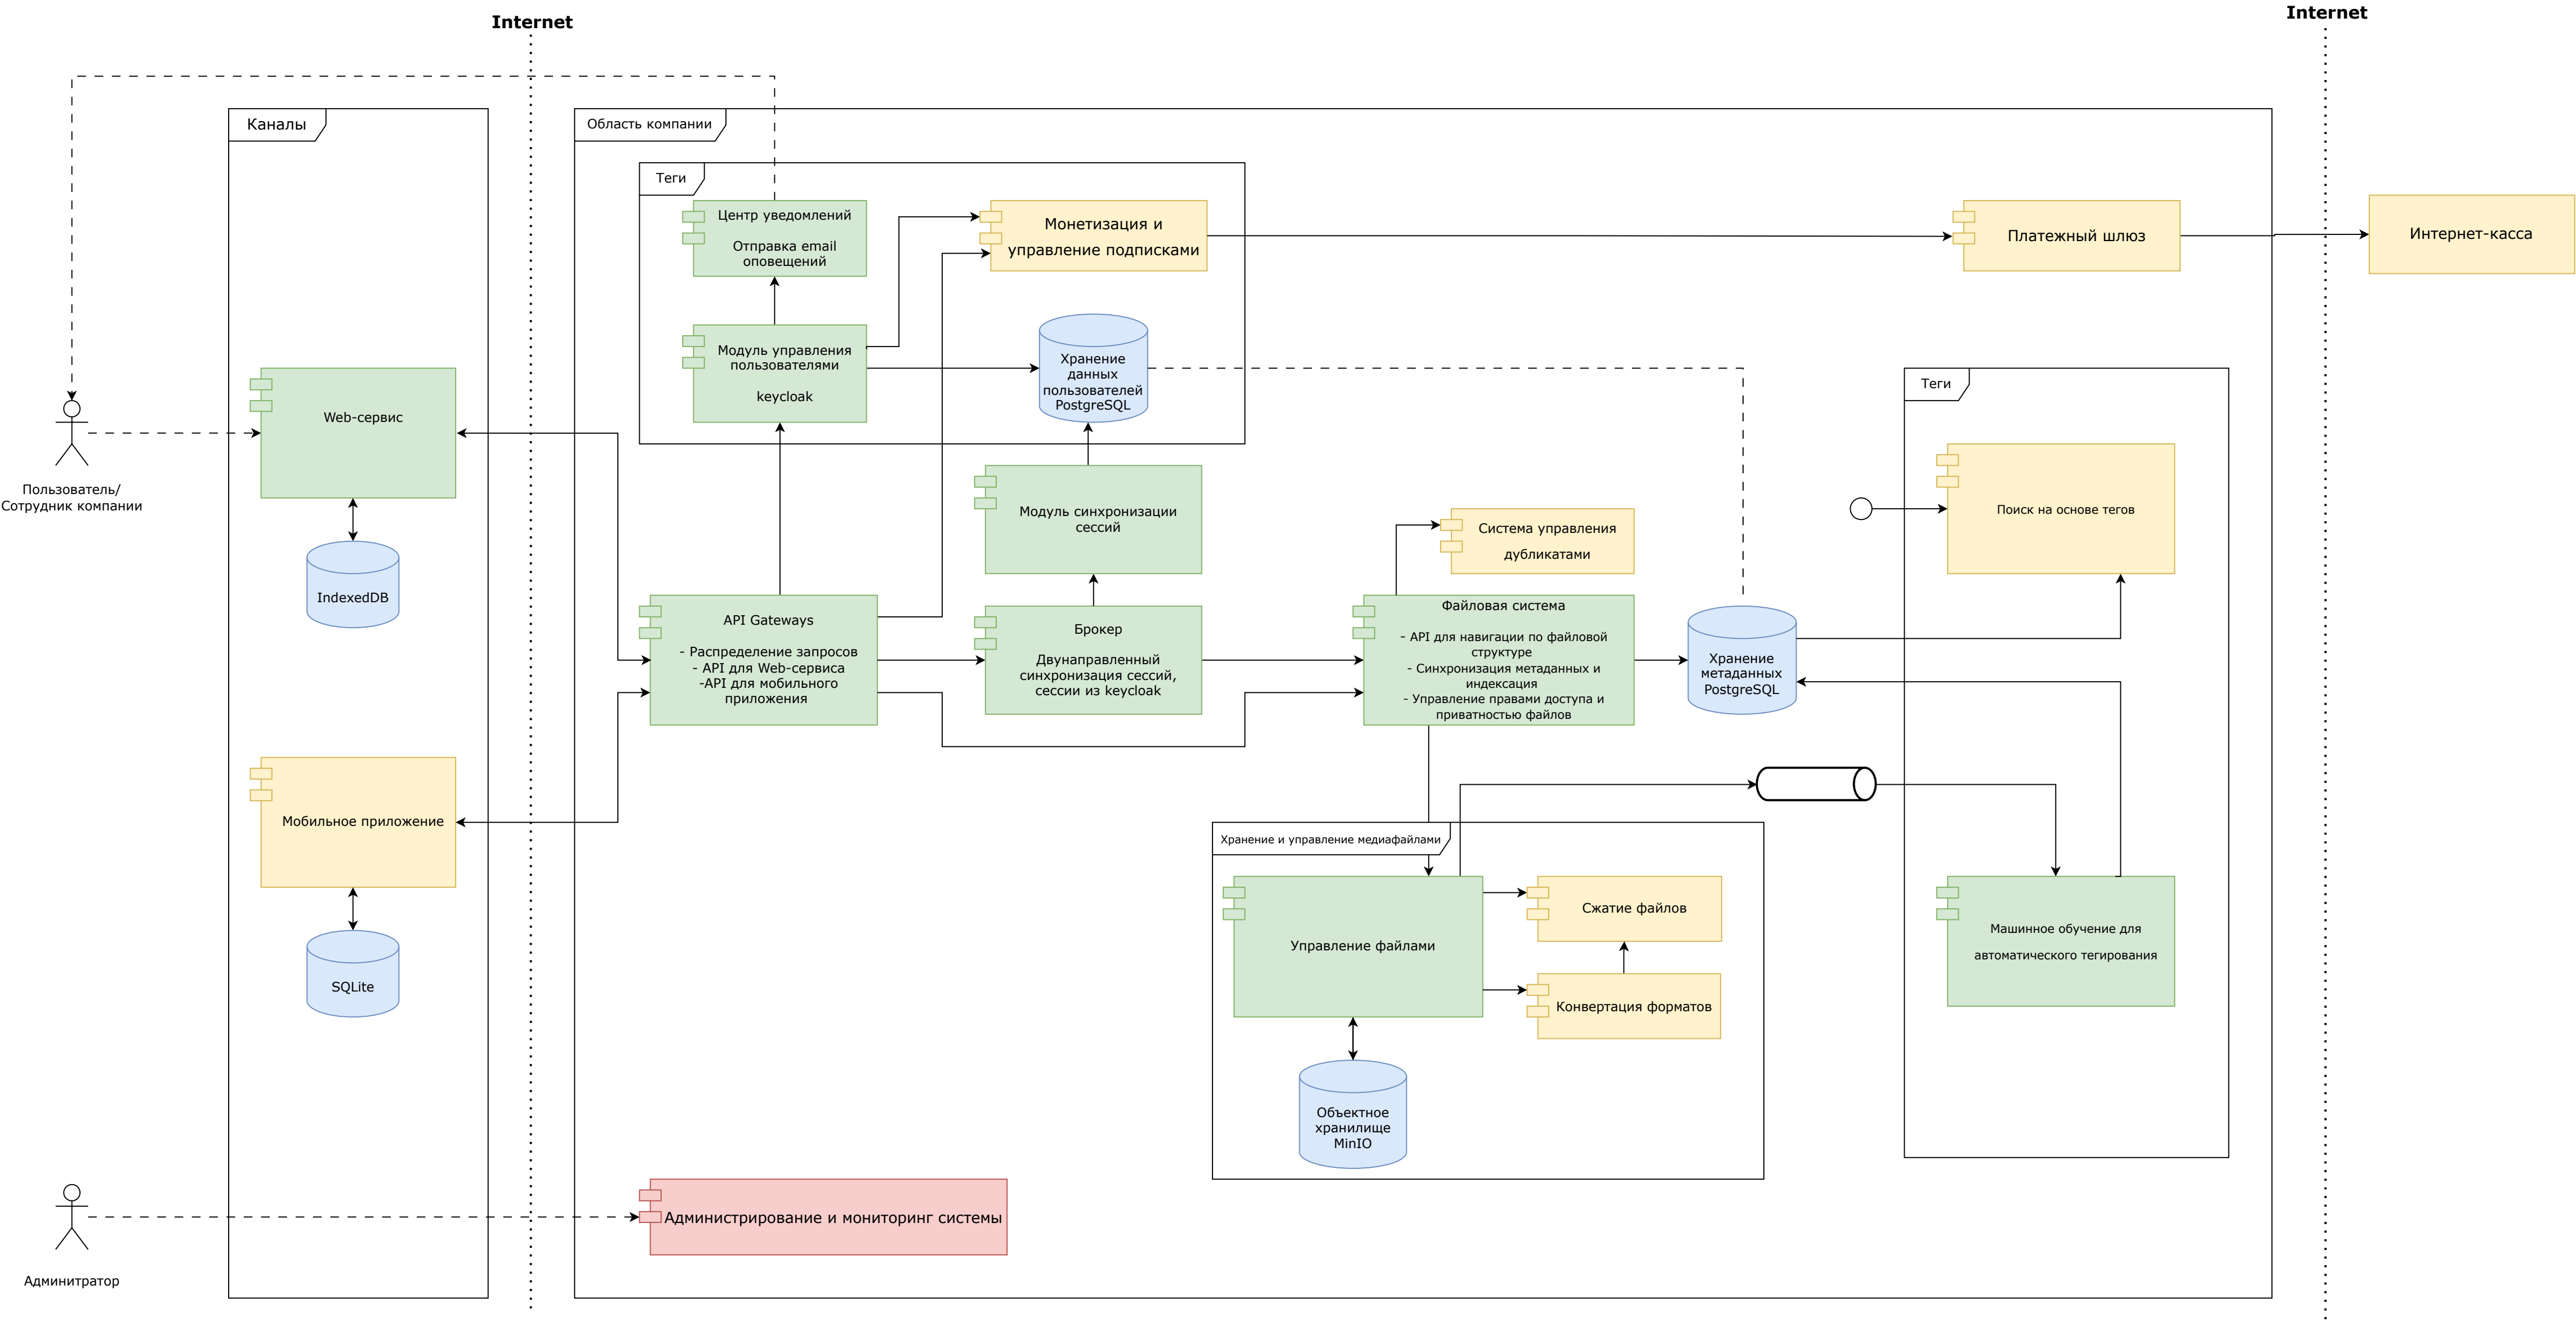 Internet
Internet
Каналы
Область компании
Теги
Центр уведомлений
Отправка email
оповещений
Монетизация и
управление подписками
Платежный шлюз
Интернет-касса
Модуль управления
пользователями
keycloak
Хранение
данных
пользователей
PostgreSQL
Теги
Web-сервис
Пользователь/
Сотрудник компании
IndexedDB
Модуль синхронизации
сессий
Система управления
дубликатами
Поиск на основе тегов
API Gateways
- Распределение запросов
- API для Web-сервиса
-API для мобильного
приложения
Брокер
Двунаправленный
синхронизация сессий,
сессии из keycloak
Файловая система
- API для навигации по файловой
структуре
- Синхронизация метаданных и
индексация
- Управление правами доступа и
приватностью файлов
Хранение
метаданных
PostgreSQL
Мобильное приложение
SQLite
Хранение и управление медиафайлами
Управление файлами
Сжатие файлов
Конвертация форматов
Объектное
хранилище
MinIO
Машинное обучение для
автоматического тегирования
Администрирование и мониторинг системы
Админитратор